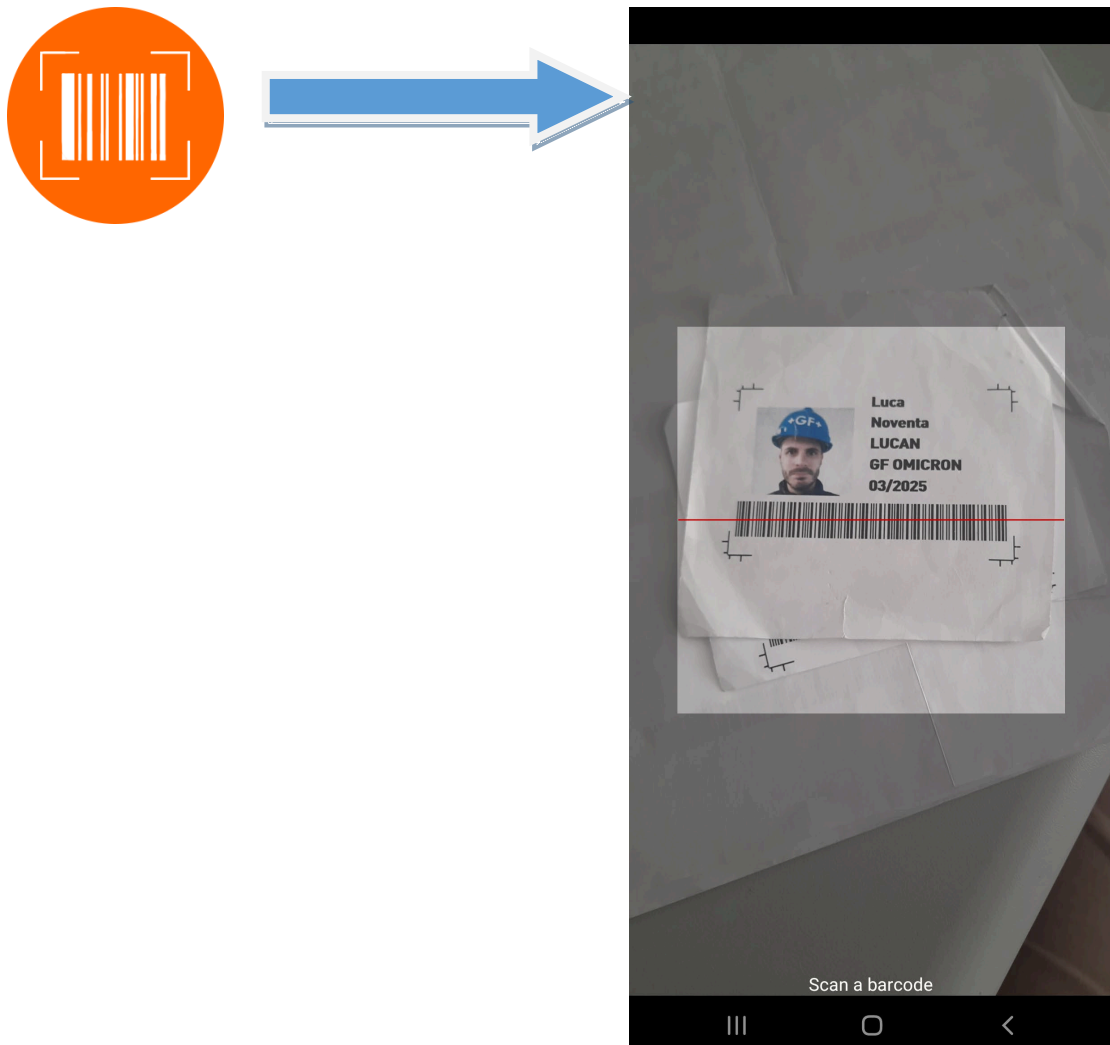 +GF+
Luca
Noventa
LUCAN
GF OMICRON
03/2025
Scan a barcode